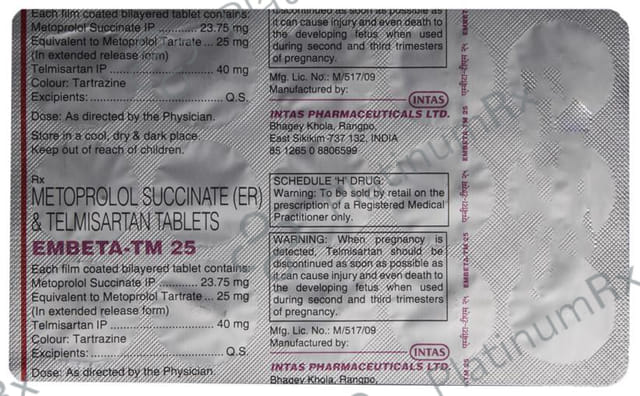 Each film coated bilayered tablet contains:
Metoprolol Succinate IP ........... 23.75 mg
Equivalent to Metoprolol Tartrate ... 25 mg
(In extended release form)
Telmisartan IP ........................... 40 mg
Colour: Tartrazine
Excipients: .................................. Q.S.
Dose: As directed by the Physician.
Store in a cool, dry & dark place.
Keep out of reach of children.
Rx
METOPROLOL SUCCINATE (ER)
& TELMISARTAN TABLETS
EMBETA-TM 25
Each film coated bilayered tablet contains:
Metoprolol Succinate IP ........... 23.75 mg
Equivalent to Metoprolol Tartrate ... 25 mg
(In extended release form)
Telmisartan IP ........................... 40 mg
Colour: Tartrazine
Excipients: .................................. Q.S.
Dose: As directed by the Physician.
discontinued as soon as possible as
it can cause injury and even death to
the developing fetus when used
during second and third trimesters
of pregnancy.
Mfg. Lic. No.: M/517/09
Manufactured by:
INTAS
INTAS PHARMACEUTICALS LTD.
Bhagey Khola, Rangpo,
East Sikikim-737 132, INDIA
85 1265 0 8806599
SCHEDULE 'H' DRUG:
Warning: To be sold by retail on the
prescription of a Registered Medical
Practitioner only.
WARNING: When pregnancy is
detected, Telmisartan should be
discontinued as soon as possible as
it can cause injury and even death to
the developing fetus when used
during second and third trimesters
of pregnancy.
Mfg. Lic. No.: M/517/09
Manufactured by:
INTAS
INTAS PHARMACEUTICALS LTD.
Bhagey Khola, Rangpo,
EMBETA-TM 25
EMBETA-TM 25 एम्बीटा-टीएम २५
PlatinumRx
PlatinumRx